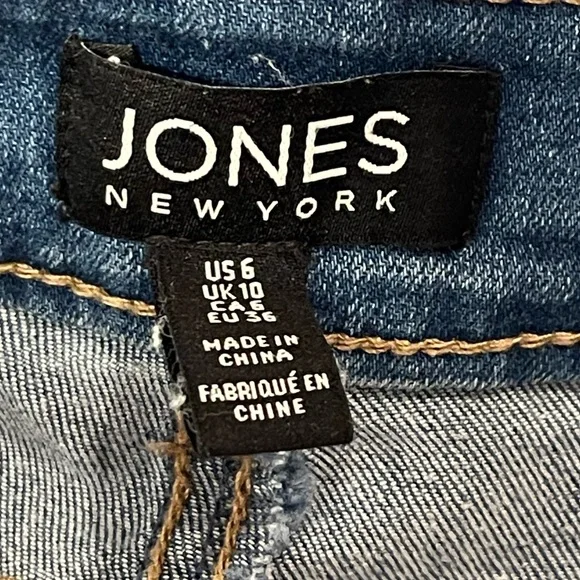 JONES
NEW YORK
US 6
UK 10
CA 6
EU 36
MADE IN
CHINA
FABRIQUÉ EN
CHINE